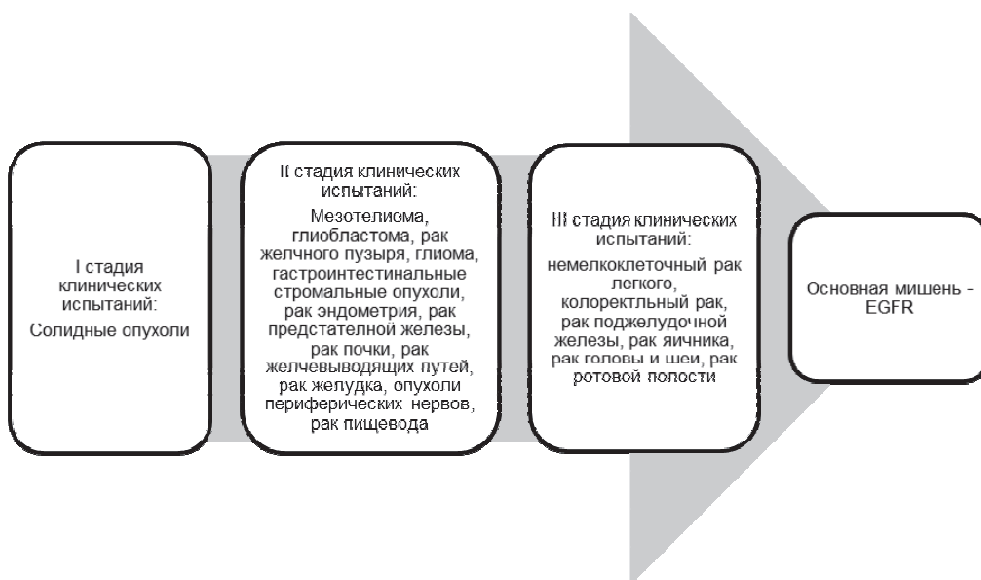 I стадия
клинических
испытаний:
Солидные опухоли
II стадия клинических
испытаний:
Мезотелиома,
глиобластома, рак
желчного пузыря, глиома,
гастроинтестинальные
стромальные опухоли,
рак эндометрия, рак
предстателной железы,
рак почки, рак
желчевыводящих путей,
рак желудка, опухоли
периферических нервов,
рак пищевода
III стадия клинических
испытаний:
немелкоклеточный рак
легкого,
колоректльный рак,
рак поджелудочной
железы, рак яичника,
рак головы и шеи, рак
ротовой полости
Основная мишень -
EGFR